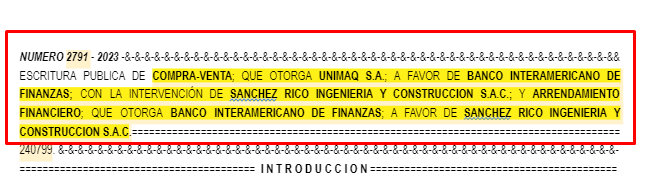 NUMERO 2791 - 2023 -&-&-&-&-&-&-&-&-&-&-&-&-&-&-&-&-&-&-&-&-&-&-&-&-&-&-&-&-&-&-&-&-&-&-&-&-&-&-&-&-&-&-&-&&
ESCRITURA PUBLICA DE COMPRA-VENTA; QUE OTORGA UNIMAQ S.A.; A FAVOR DE BANCO INTERAMERICANO DE
FINANZAS; CON LA INTERVENCIÓN DE SANCHEZ RICO INGENIERIA Y CONSTRUCCION S.A.C.; Y ARRENDAMIENTO
FINANCIERO; QUE OTORGA BANCO INTERAMERICANO DE FINANZAS; A FAVOR DE SANCHEZ RICO INGENIERIA Y
CONSTRUCCION S.A.C.==========================================================================
240799. &-&-&-&-&-&-&-&-&-&-&-&-&-&-&-&-&-&-&-&-&-&-&-&-&-&-&-&-&-&-&-&-&-&-&-&-&-&-&-&-&-&-&-&-&-&-&-&-&-
=================================== I N T R O D U C C I O N =====================================